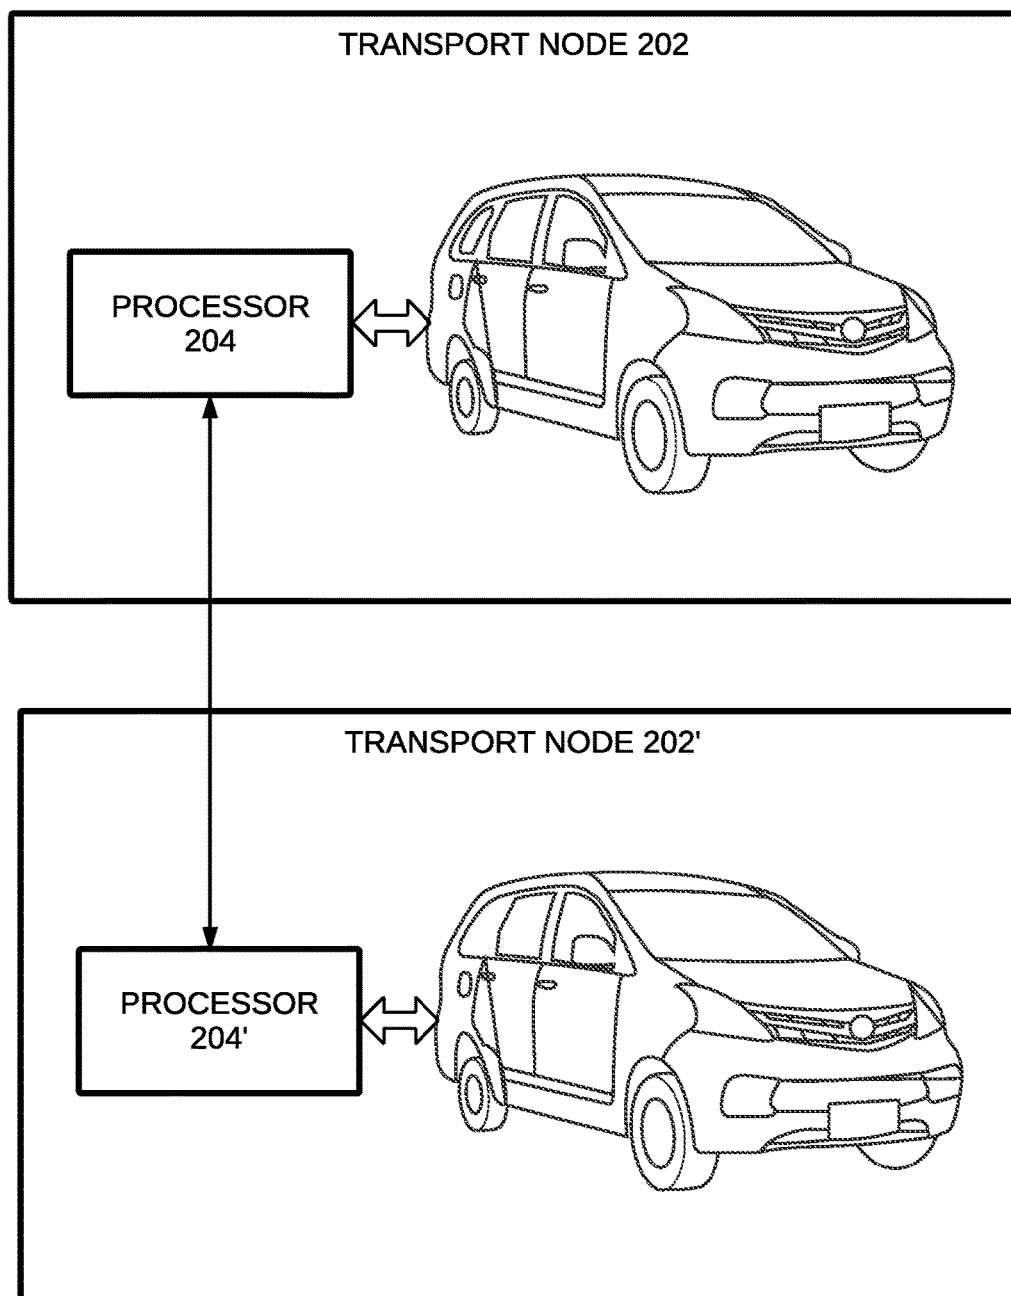 TRANSPORT NODE 202
PROCESSOR
204
TRANSPORT NODE 202'
PROCESSOR
204'